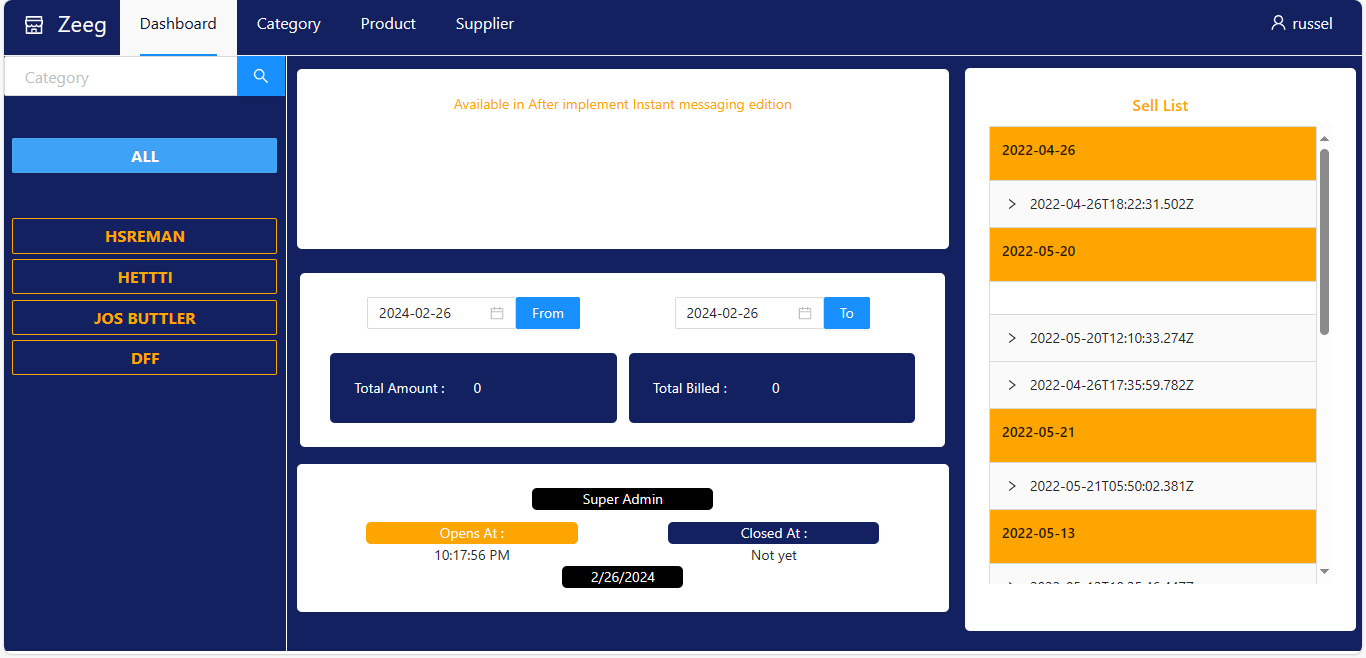 Zeeg
Dashboard
Category
Product
Supplier
russel
Category
ALL
HSREMAN
HETTTI
JOS BUTTLER
DFF
Available in After implement Instant messaging edition
2024-02-26
From
2024-02-26
To
Total Amount :
0
Total Billed :
0
Super Admin
Opens At :
10:17:56 PM
Closed At :
Not yet
2/26/2024
Sell List
2022-04-26
2022-04-26T18:22:31.502Z
2022-05-20
2022-05-20T12:10:33.274Z
2022-04-26T17:35:59.782Z
2022-05-21
2022-05-21T05:50:02.381Z
2022-05-13